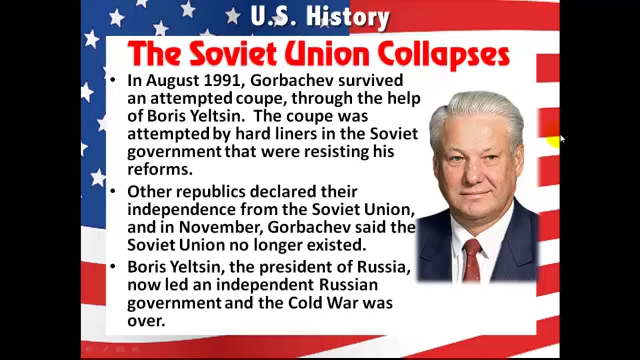 U.S. History
The Soviet Union Collapses
• In August 1991, Gorbachev survived
an attempted coupe, through the help
of Boris Yeltsin.  The coupe was
attempted by hard liners in the Soviet
government that were resisting his
reforms.
• Other republics declared their
independence from the Soviet Union,
and in November, Gorbachev said the
Soviet Union no longer existed.
• Boris Yeltsin, the president of Russia,
now led an independent Russian
government and the Cold War was
over.